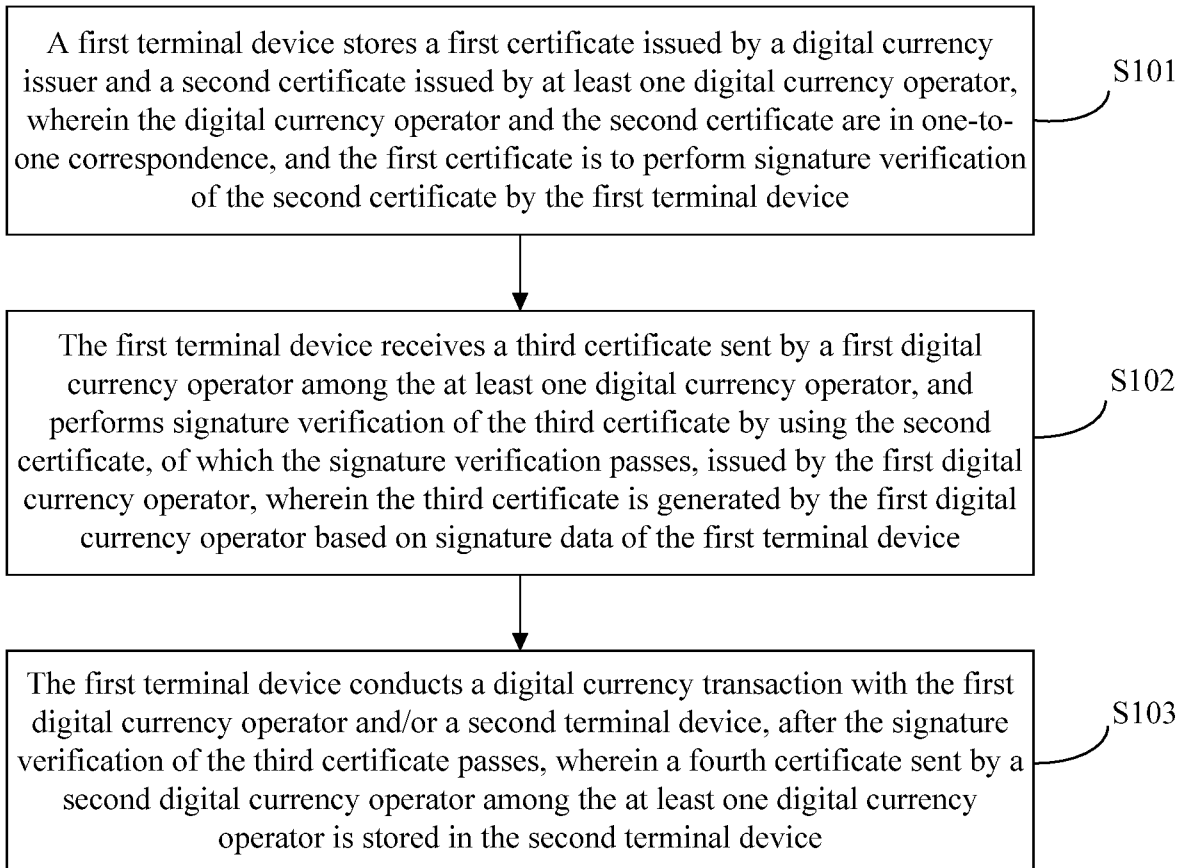 A first terminal device stores a first certificate issued by a digital currency
issuer and a second certificate issued by at least one digital currency operator,
wherein the digital currency operator and the second certificate are in one-to-
one correspondence, and the first certificate is to perform signature verification
of the second certificate by the first terminal device
S101
The first terminal device receives a third certificate sent by a first digital
currency operator among the at least one digital currency operator, and
performs signature verification of the third certificate by using the second
certificate, of which the signature verification passes, issued by the first digital
currency operator, wherein the third certificate is generated by the first digital
currency operator based on signature data of the first terminal device
S102
The first terminal device conducts a digital currency transaction with the first
digital currency operator and/or a second terminal device, after the signature
verification of the third certificate passes, wherein a fourth certificate sent by a
second digital currency operator among the at least one digital currency
operator is stored in the second terminal device
S103